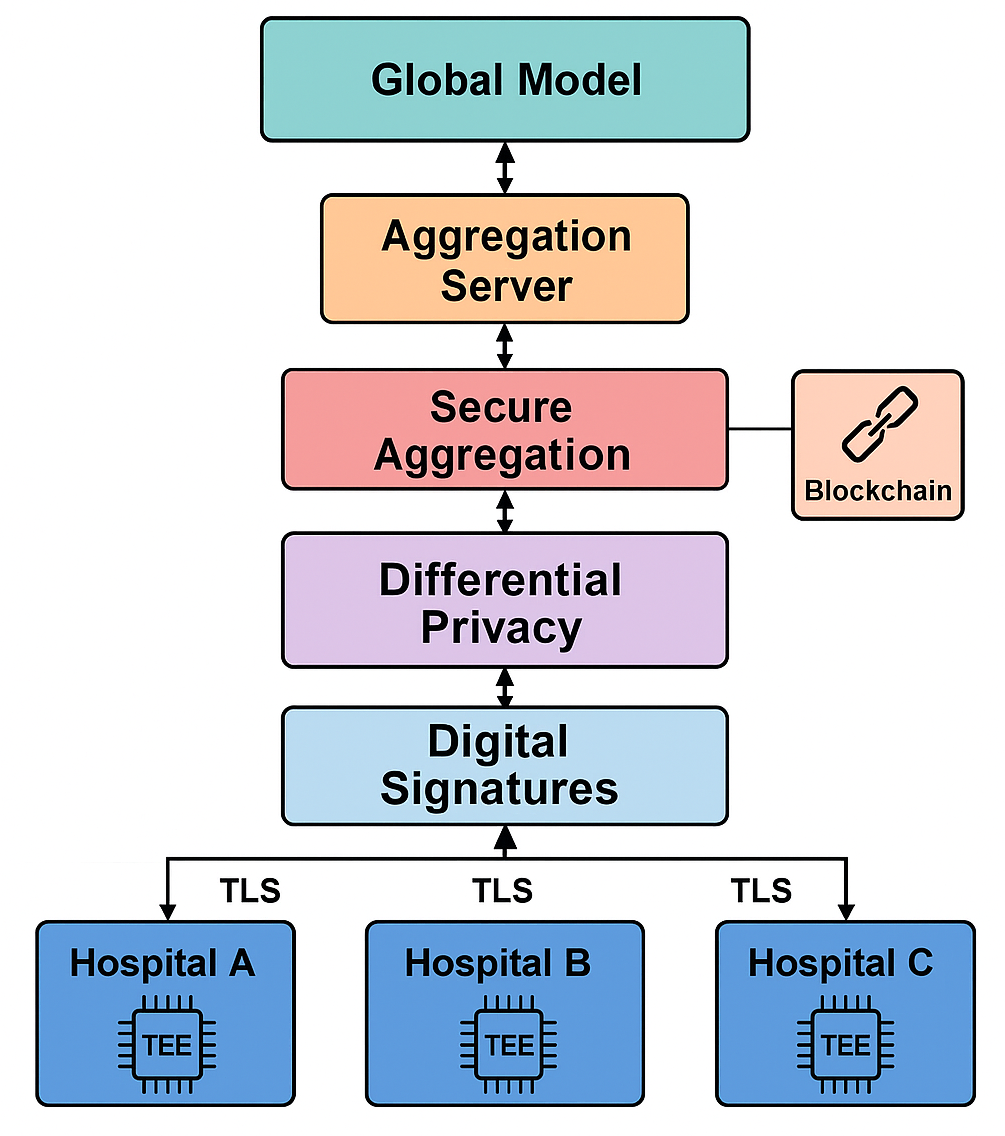 Global Model
Aggregation
Server
Secure
Aggregation
Blockchain
Differential
Privacy
Digital
Signatures
TLS
TLS
TLS
Hospital A
Hospital B
Hospital C
TEE
TEE
TEE